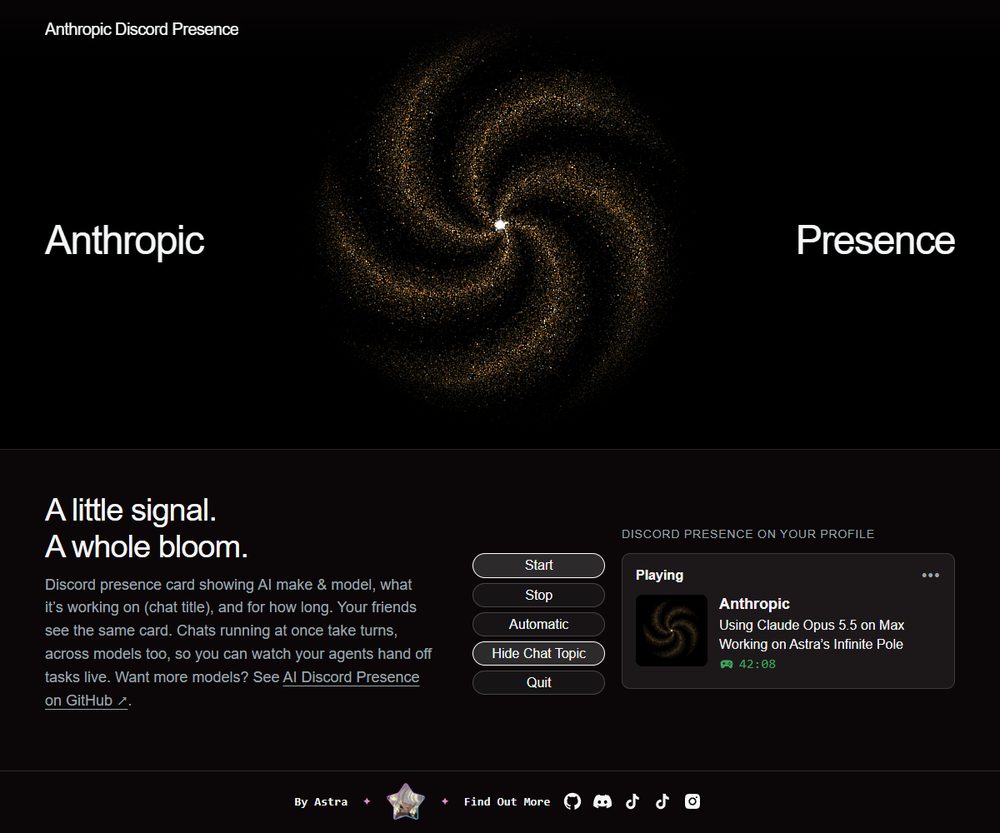 Anthropic Discord Presence
Anthropic
Presence
A little signal.
A whole bloom.
Discord presence card showing AI make & model, what
it’s working on (chat title), and for how long. Your friends
see the same card. Chats running at once take turns,
across models too, so you can watch your agents hand off
tasks live. Want more models? See AI Discord Presence
on GitHub ↗.
Start
Stop
Automatic
Hide Chat Topic
Quit
DISCORD PRESENCE ON YOUR PROFILE
Playing
Anthropic
Using Claude Opus 5.5 on Max
Working on Astra’s Infinite Pole
42:08
By Astra
Find Out More